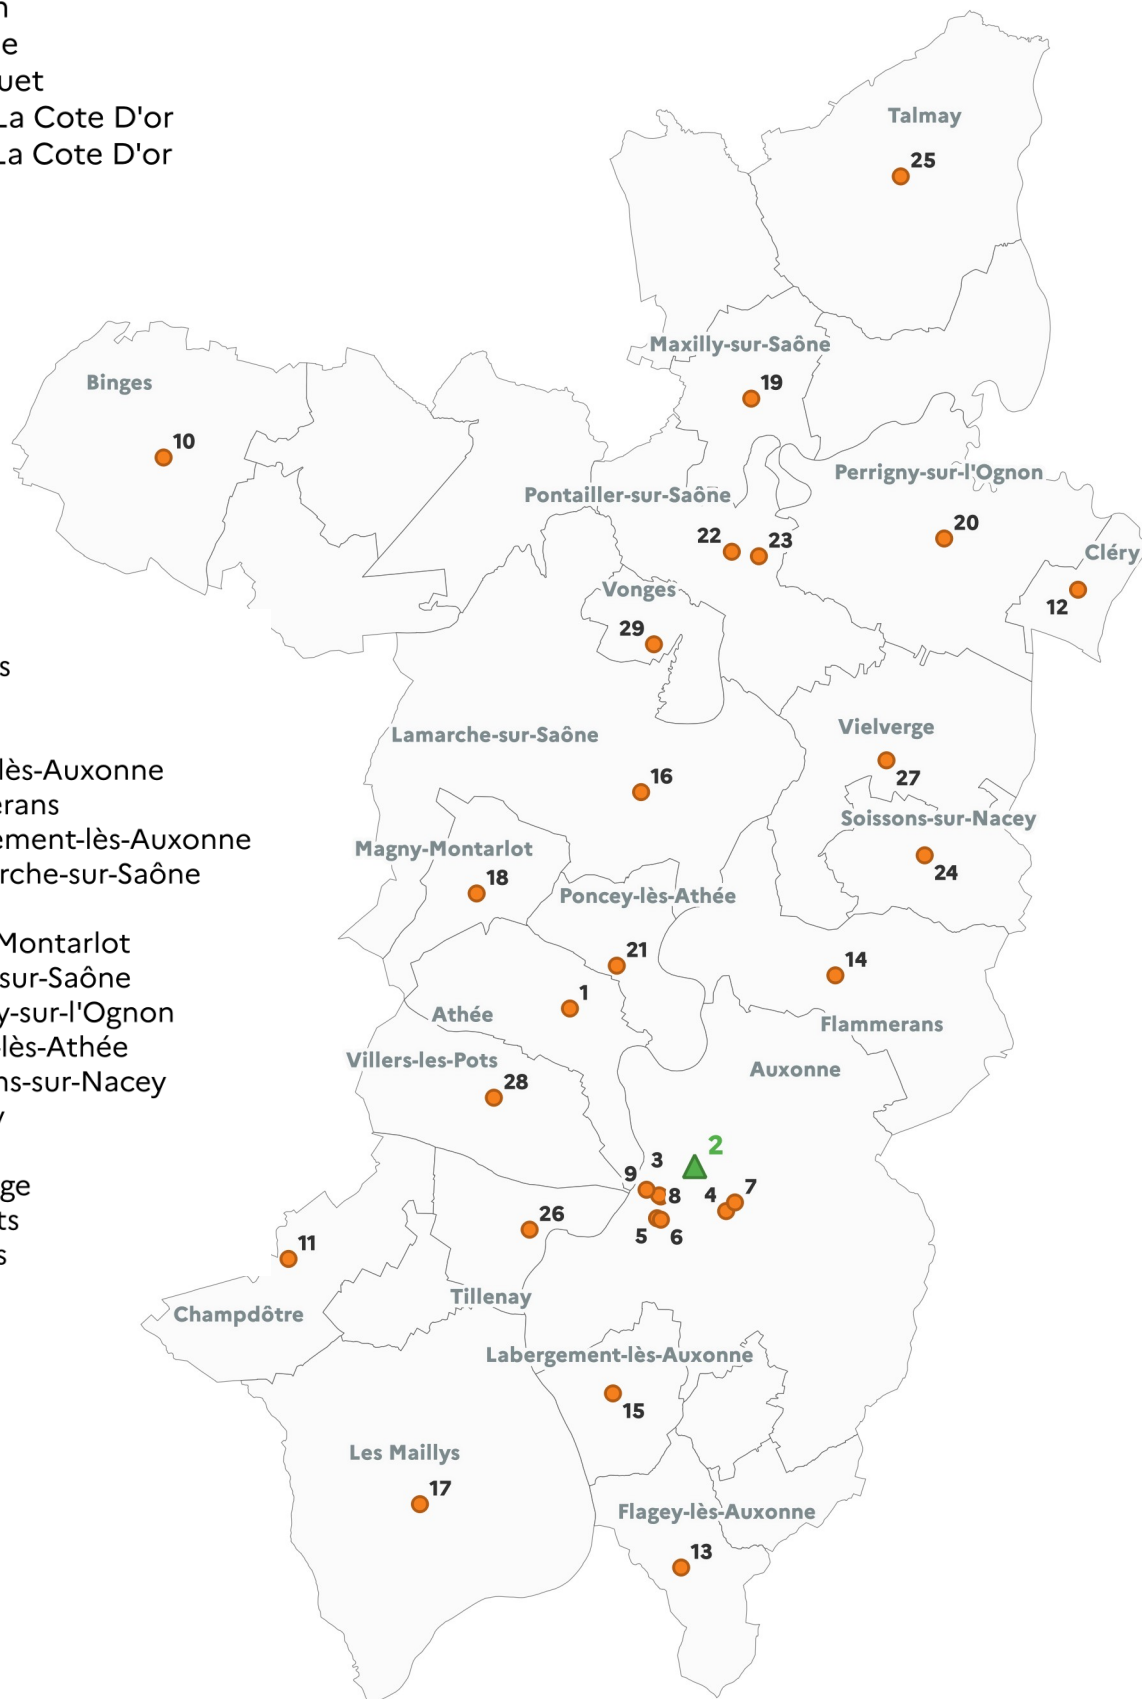 n
e
uet
La Cote D'or
La Cote D'or
s
lès-Auxonne
erans
ement-lès-Auxonne
rche-sur-Saône
Montarlot
sur-Saône
y-sur-l'Ognon
lès-Athée
ns-sur-Nacey
y
ge
ts
s
Talmay
25
Maxilly-sur-Saône
19
Binges
10
Perrigny-sur-l'Ognon
20
Pontailler-sur-Saône
22
23
Cléry
12
Vonges
29
Lamarche-sur-Saône
16
Vielverge
27
Soissons-sur-Nacey
24
Magny-Montarlot
18
Poncey-lès-Athée
21
14
Flammerans
1
Athée
Villers-les-Pots
28
Auxonne
2
3
9
8
4
7
5
6
26
Tillenay
11
Champdôtre
Labergement-lès-Auxonne
15
Les Maillys
17
Flagey-lès-Auxonne
13